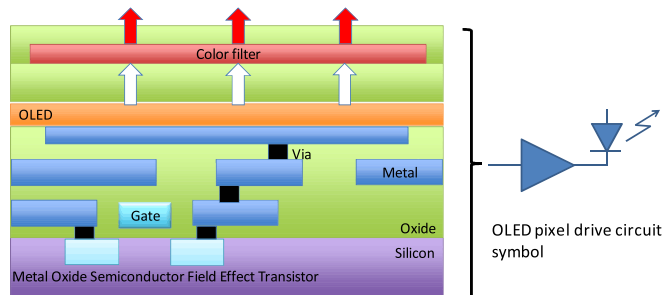 Color filter
OLED
Via
Metal
Gate
Oxide
Silicon
Metal Oxide Semiconductor Field Effect Transistor
OLED pixel drive circuit
symbol